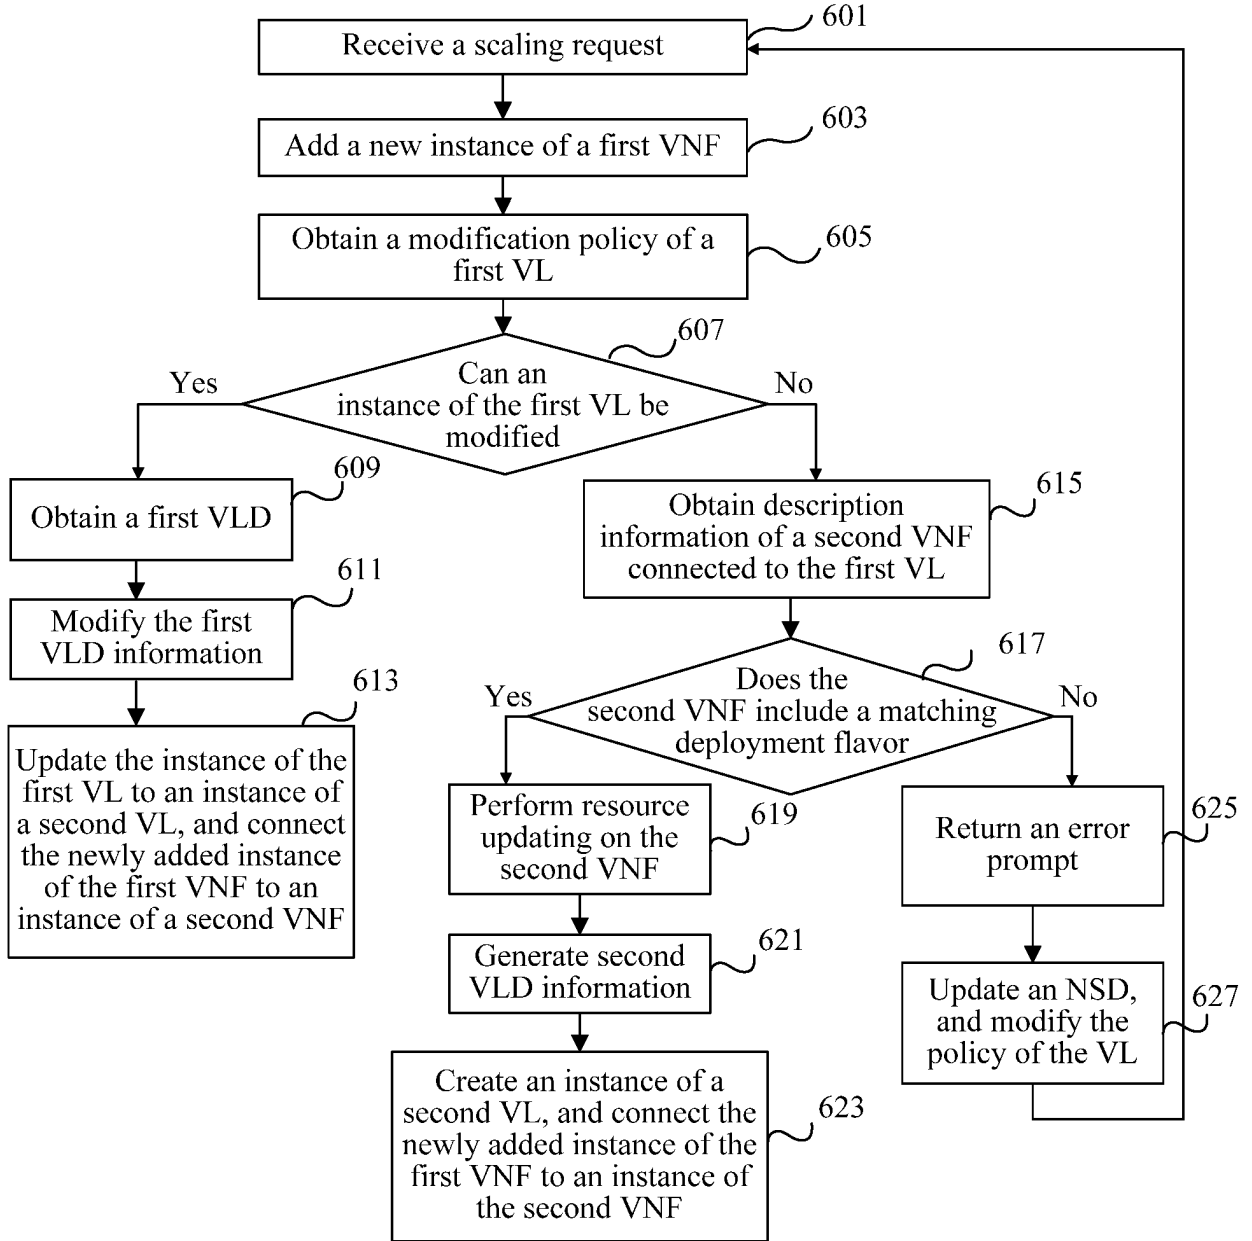 Receive a scaling request
601
Add a new instance of a first VNF
603
Obtain a modification policy of a
first VL
605
607
Can an
instance of the first VL be
modified
Yes
No
609
Obtain a first VLD
611
Modify the first
VLD information
613
Update the instance of the
first VL to an instance of
a second VL, and connect
the newly added instance
of the first VNF to an
instance of a second VNF
615
Obtain description
information of a second VNF
connected to the first VL
617
Does the
second VNF include a matching
deployment flavor
Yes
No
Perform resource
updating on the
second VNF
619
Generate second
VLD information
621
Create an instance of a
second VL, and connect the
newly added instance of the
first VNF to an instance of
the second VNF
623
Return an error
prompt
625
Update an NSD,
and modify the
policy of the VL
627